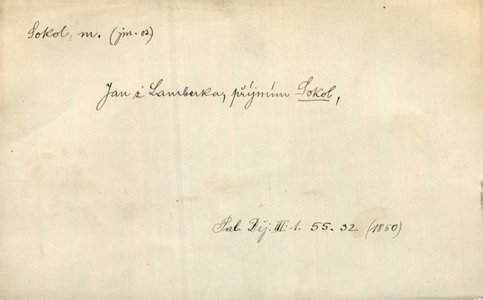 Sokol, m. (jm. os)
Jan z Lamberka, příjmím Sokol,
Pal. Děj. III. 1. 55. 32 (1850)